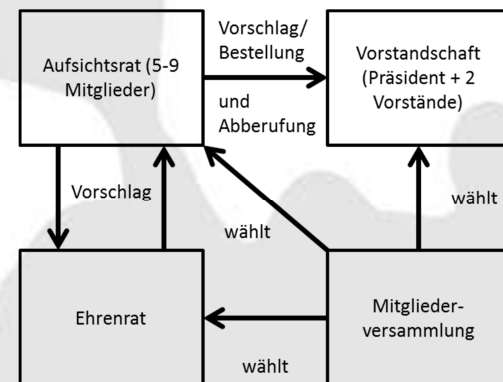 Aufsichtsrat (5-9
Mitglieder)
Vorschlag/
Bestellung
und
Abberufung
Vorstandschaft
(Präsident + 2
Vorstände)
Vorschlag
wählt
wählt
Ehrenrat
Mitglieder-
versammlung
wählt